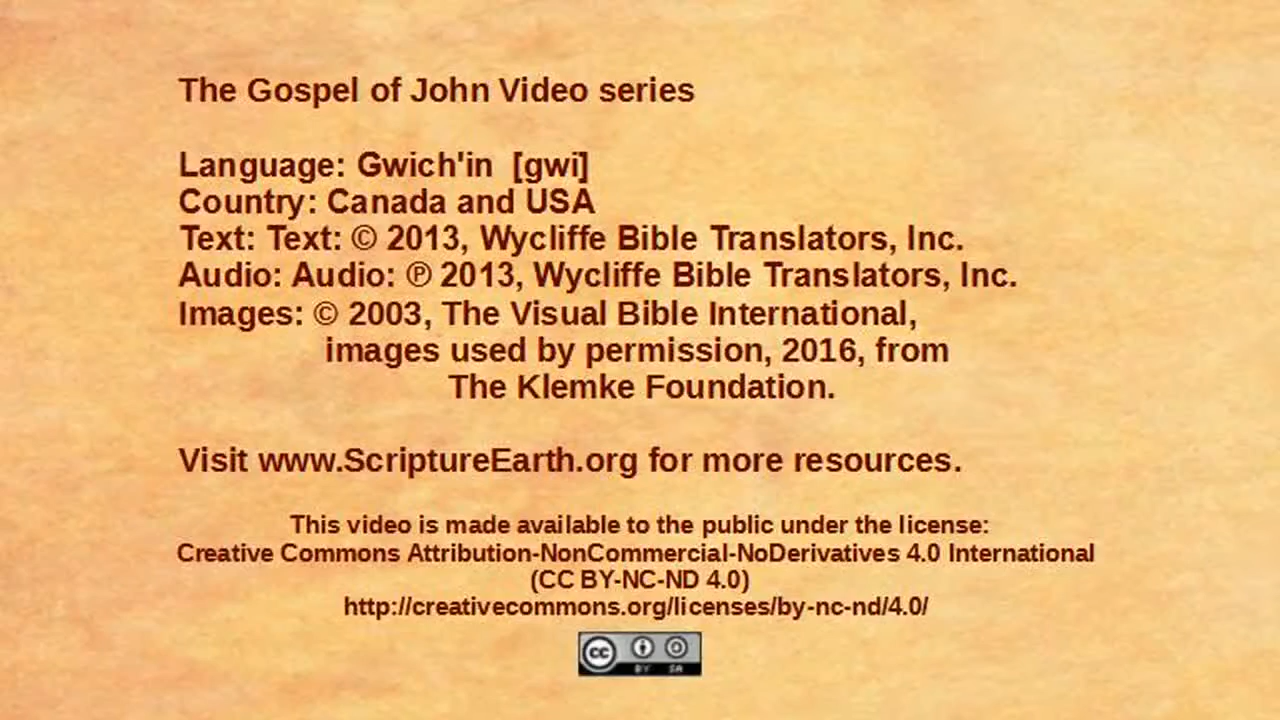 The Gospel of John Video series
Language: Gwich'in  [gwi]
Country: Canada and USA
Text: Text: © 2013, Wycliffe Bible Translators, Inc.
Audio: Audio: ℗ 2013, Wycliffe Bible Translators, Inc.
Images: © 2003, The Visual Bible International,
images used by permission, 2016, from
The Klemke Foundation.
Visit www.ScriptureEarth.org for more resources.
This video is made available to the public under the license:
Creative Commons Attribution-NonCommercial-NoDerivatives 4.0 International
(CC BY-NC-ND 4.0)
http://creativecommons.org/licenses/by-nc-nd/4.0/
cc
BY SA